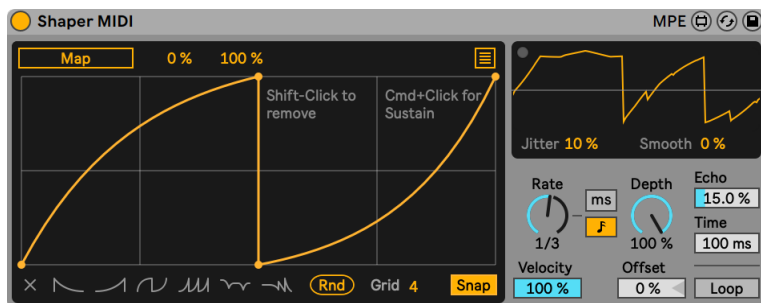 Shaper MIDI
MPE
Map 0 % 100 %
Shift-Click to
remove
Cmd+Click for
Sustain
Jitter 10 % Smooth 0 %
Rate
1/3
ms
Depth
100 %
Echo
15.0 %
Time
100 ms
Velocity
100 %
Offset
0 %
Loop
Rnd Grid 4 Snap